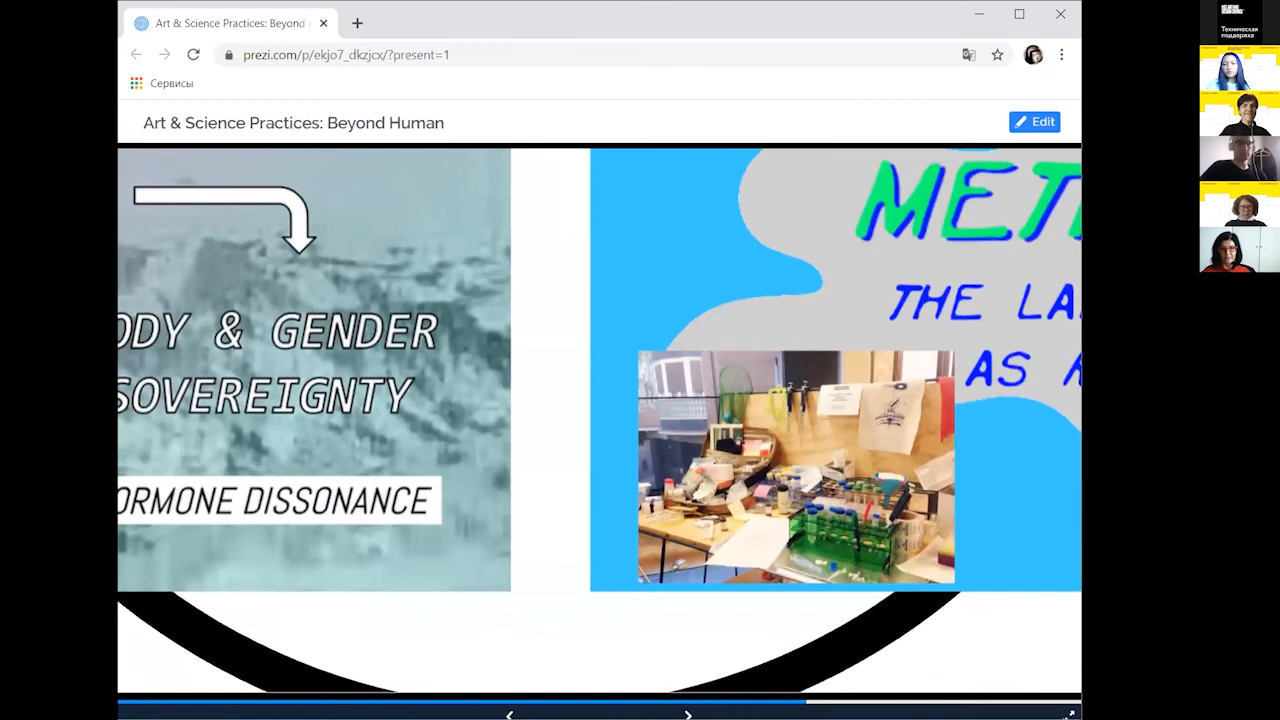 Art & Science Practices: Beyond
prezi.com/p/ekjo7_dkzjcx/?present=1
Сервисы
Art & Science Practices: Beyond Human
Edit
ODY & GENDER
SOVEREIGNTY
ORMONE DISSONANCE
MET
THE LA
AS
Техническая
поддержка